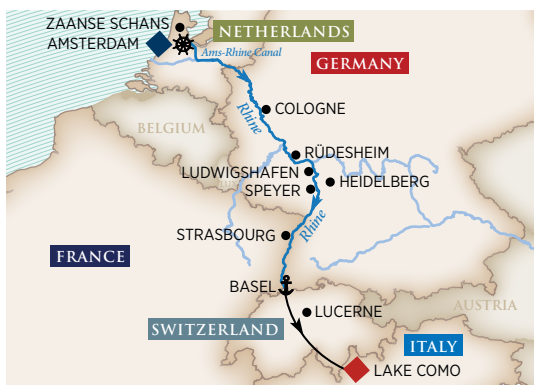 ZAANSE SCHANS
NETHERLANDS
AMSTERDAM
Ams-Rhine Canal
GERMANY
Rhine
COLOGNE
BELGIUM
RÜDESHEIM
LUDWIGSHAFEN
HEIDELBERG
SPEYER
Rhine
STRASBOURG
FRANCE
BASEL
AUSTRIA
LUCERNE
SWITZERLAND
ITALY
LAKE COMO